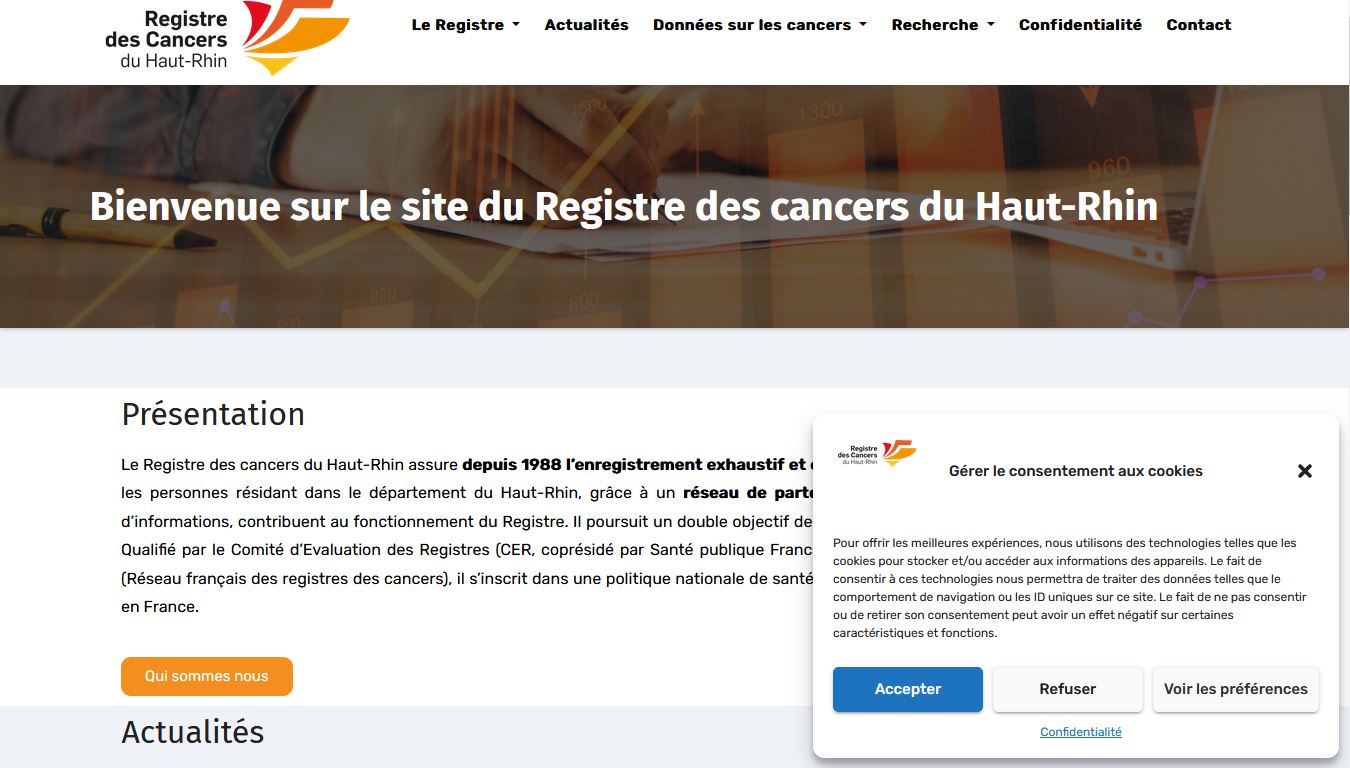 Registre
des Cancers
du Haut-Rhin
Le Registre
Actualités
Données sur les cancers
Recherche
Confidentialité
Contact
1500
1300
960
Bienvenue sur le site du Registre des cancers du Haut-Rhin
920
800
Présentation
Le Registre des cancers du Haut-Rhin assure depuis 1988 l’enregistrement exhaustif et
les personnes résidant dans le département du Haut-Rhin, grâce à un réseau de
d’informations, contribuent au fonctionnement du Registre. Il poursuit un double objectif de
Qualifié par le Comité d’Evaluation des Registres (CER, coprésidé par Santé publique
(Réseau français des registres des cancers), il s’inscrit dans une politique nationale de santé
en France.
Qui sommes nous
Actualités
Registre
des Cancers
du Haut-Rhin
Gérer le consentement aux cookies
Pour offrir les meilleures expériences, nous utilisons des technologies telles que les
cookies pour stocker et/ou accéder aux informations des appareils. Le fait de
consentir à ces technologies nous permettra de traiter des données telles que le
comportement de navigation ou les ID uniques sur ce site. Le fait de ne pas consentir
ou de retirer son consentement peut avoir un effet négatif sur certaines
caractéristiques et fonctions.
Accepter
Refuser
Voir les préférences
Confidentialité